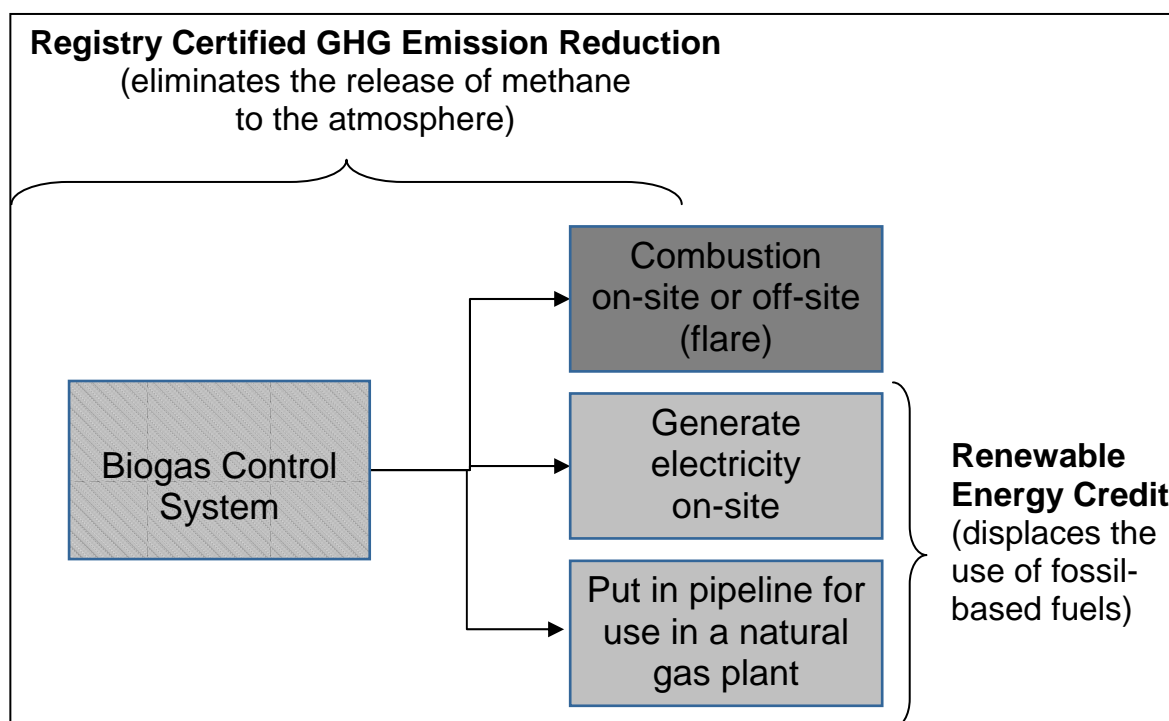 Registry Certified GHG Emission Reduction
(eliminates the release of methane
to the atmosphere)
Combustion
on-site or off-site
(flare)
Biogas Control
System
Generate
electricity
on-site
Put in pipeline for
use in a natural
gas plant
Renewable
Energy Credit
(displaces the
use of fossil-
based fuels)